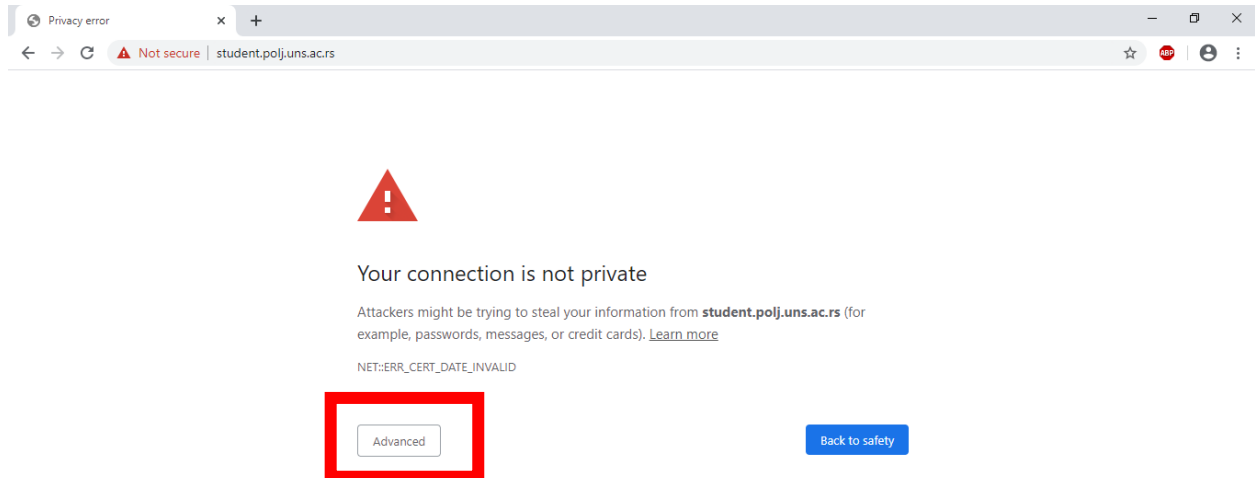 Privacy error
Not secure | student.polj.uns.ac.rs
ABP
Your connection is not private
Attackers might be trying to steal your information from student.polj.uns.ac.rs (for
example, passwords, messages, or credit cards). Learn more
NET::ERR_CERT_DATE_INVALID
Advanced
Back to safety